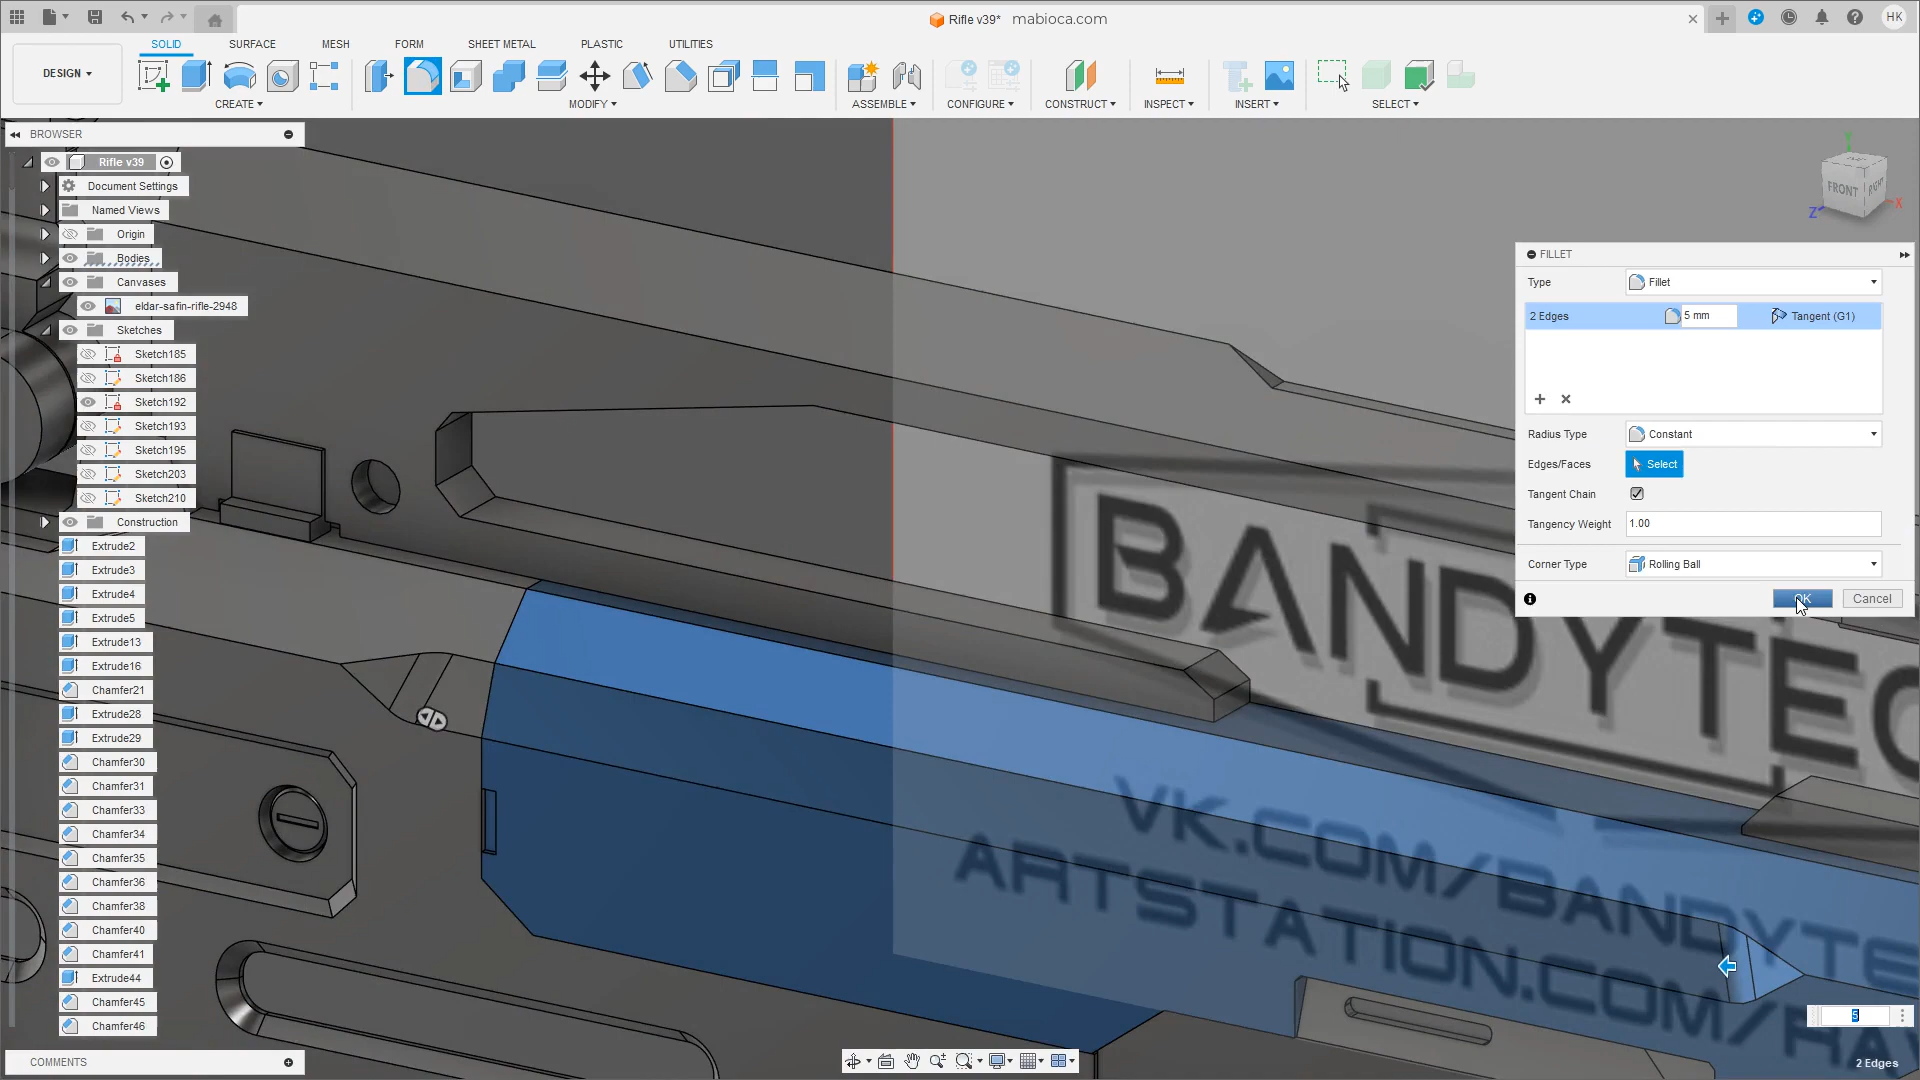 Rifle v39*
mabioca.com
HK
DESIGN
SOLID
SURFACE
MESH
FORM
SHEET METAL
PLASTIC
UTILITIES
CREATE
MODIFY
ASSEMBLE
CONFIGURE
CONSTRUCT
INSPECT
INSERT
SELECT
BROWSER
Rifle v39
Document Settings
Named Views
Origin
Bodies
Canvases
eldar-safin-rifle-2948
Sketches
Sketch185
Sketch186
Sketch192
Sketch193
Sketch195
Sketch203
Sketch210
Construction
Extrude2
Extrude3
Extrude4
Extrude5
Extrude13
Extrude16
Chamfer21
Extrude28
Extrude29
Chamfer30
Chamfer31
Chamfer33
Chamfer34
Chamfer35
Chamfer36
Chamfer38
Chamfer40
Chamfer41
Extrude44
Chamfer45
Chamfer46
COMMENTS
Y
FRONT
RIGHT
Z
X
FILLET
Type
Fillet
2 Edges
5 mm
Tangent (G1)
Radius Type
Constant
Edges/Faces
Select
Tangent Chain
Tangency Weight
1.00
Corner Type
Rolling Ball
OK
Cancel
BANDYTEC
VK.COM/BANDYTE
ARTSTATION.COM/RAV
5
2 Edges